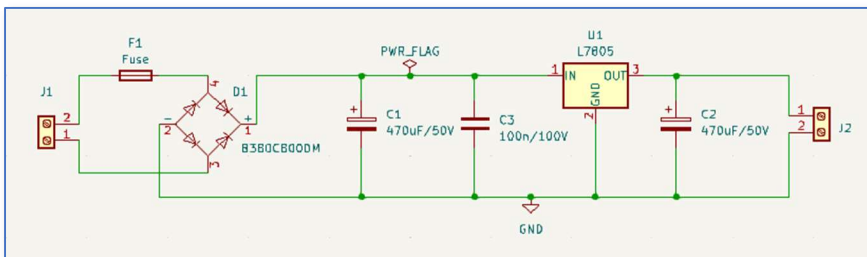 F1
Fuse
J1
2
1
4
D1
-
2
+
1
3
B380C800DM
PWR_FLAG
+
C1
470uF/50V
C3
100n/100V
U1
L7805
1
IN
OUT
3
GND
2
+
C2
470uF/50V
GND
1
2
J2